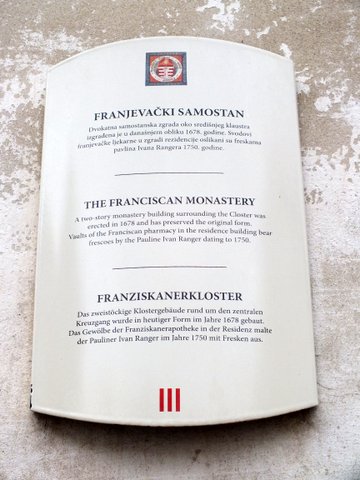 FRANJEVAČKI SAMOSTAN
Dvokatna samostanska zgrada oko središnjeg klaustra
izgrađena je u današnjem obliku 1678. godine. Svodovi
franjevačke ljekarne u zgradi rezidencije oslikani su freskama
pavlina Ivana Rangera 1750. godine.
THE FRANCISCAN MONASTERY
A two-story monastery building surrounding the Closter was
erected in 1678 and has preserved the original form.
Vaults of the Franciscan pharmacy in the residence building bear
frescoes by the Pauline Ivan Ranger dating to 1750.
FRANZISKANERKLOSTER
Das zweistöckige Klostergebäude rund um den zentralen
Kreuzgang wurde in heutiger Form im Jahre 1678 gebaut.
Das Gewölbe der Franziskanerapotheke in der Residenz malte
der Pauliner Ivan Ranger im Jahre 1750 mit Fresken aus.
III